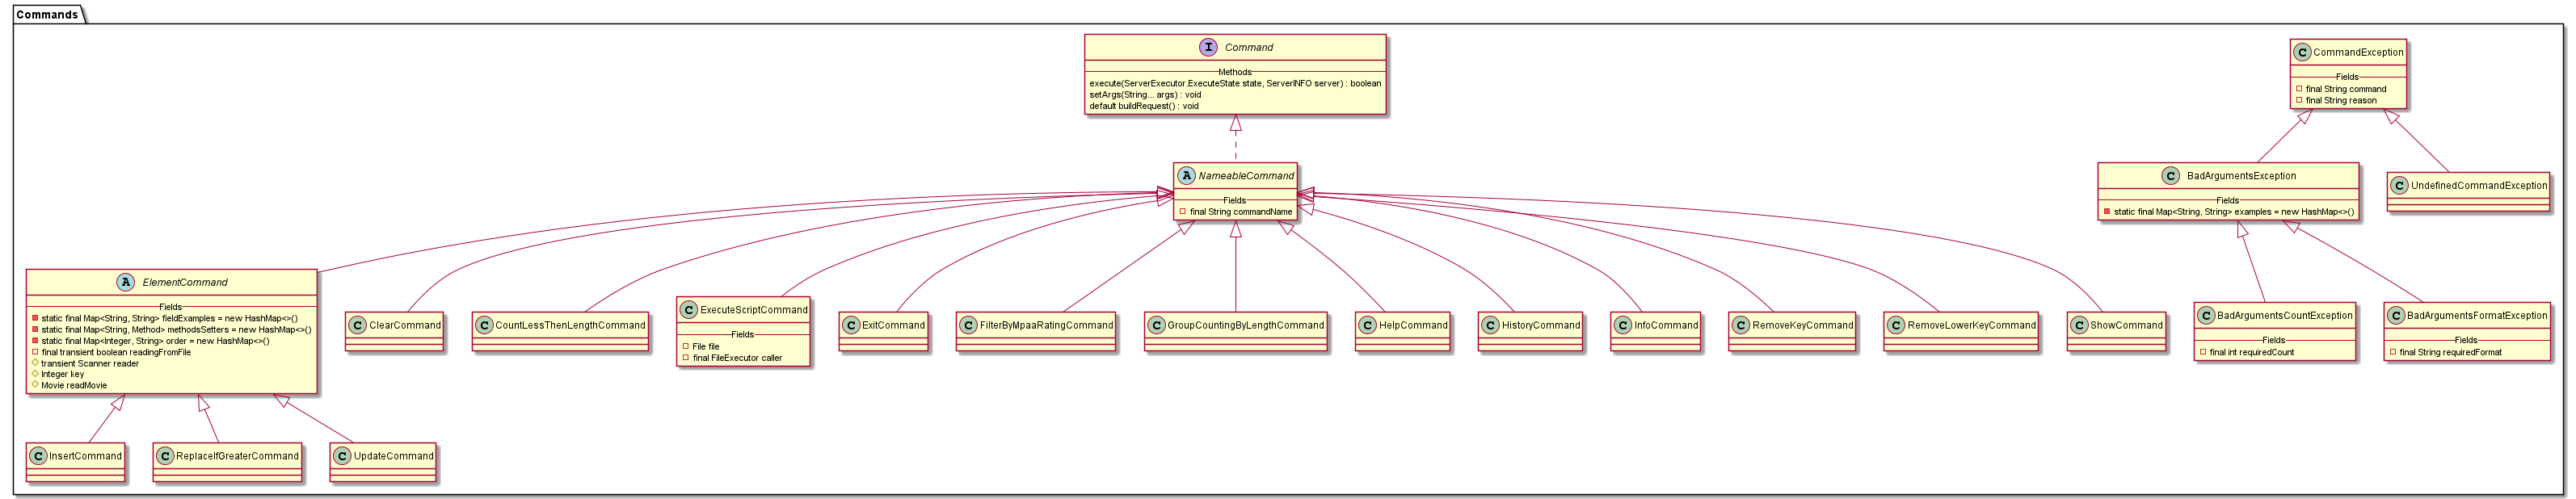 Commands
I Command
Methods
execute(ServerExecutor.ExecuteState state, ServerINFO server) : boolean
setArgs(String... args) : void
default buildRequest() : void
C CommandException
Fields
final String command
final String reason
A NameableCommand
Fields
final String commandName
C BadArgumentsException
Fields
static final Map<String, String> examples = new HashMap<>()
C UndefinedCommandException
A ElementCommand
Fields
static final Map<String, String> fieldExamples = new HashMap<>()
static final Map<String, Method> methodsSetters = new HashMap<>()
static final Map<Integer, String> order = new HashMap<>()
final transient boolean readingFromFile
transient Scanner reader
Integer key
Movie readMovie
C ClearCommand
C CountLessThenLengthCommand
C ExecuteScriptCommand
Fields
File file
final FileExecutor caller
C ExitCommand
C FilterByMpaaRatingCommand
C GroupCountingByLengthCommand
C HelpCommand
C HistoryCommand
C InfoCommand
C RemoveKeyCommand
C RemoveLowerKeyCommand
C ShowCommand
C BadArgumentsCountException
Fields
final int requiredCount
C BadArgumentsFormatException
Fields
final String requiredFormat
C InsertCommand
C ReplaceIfGreaterCommand
C UpdateCommand